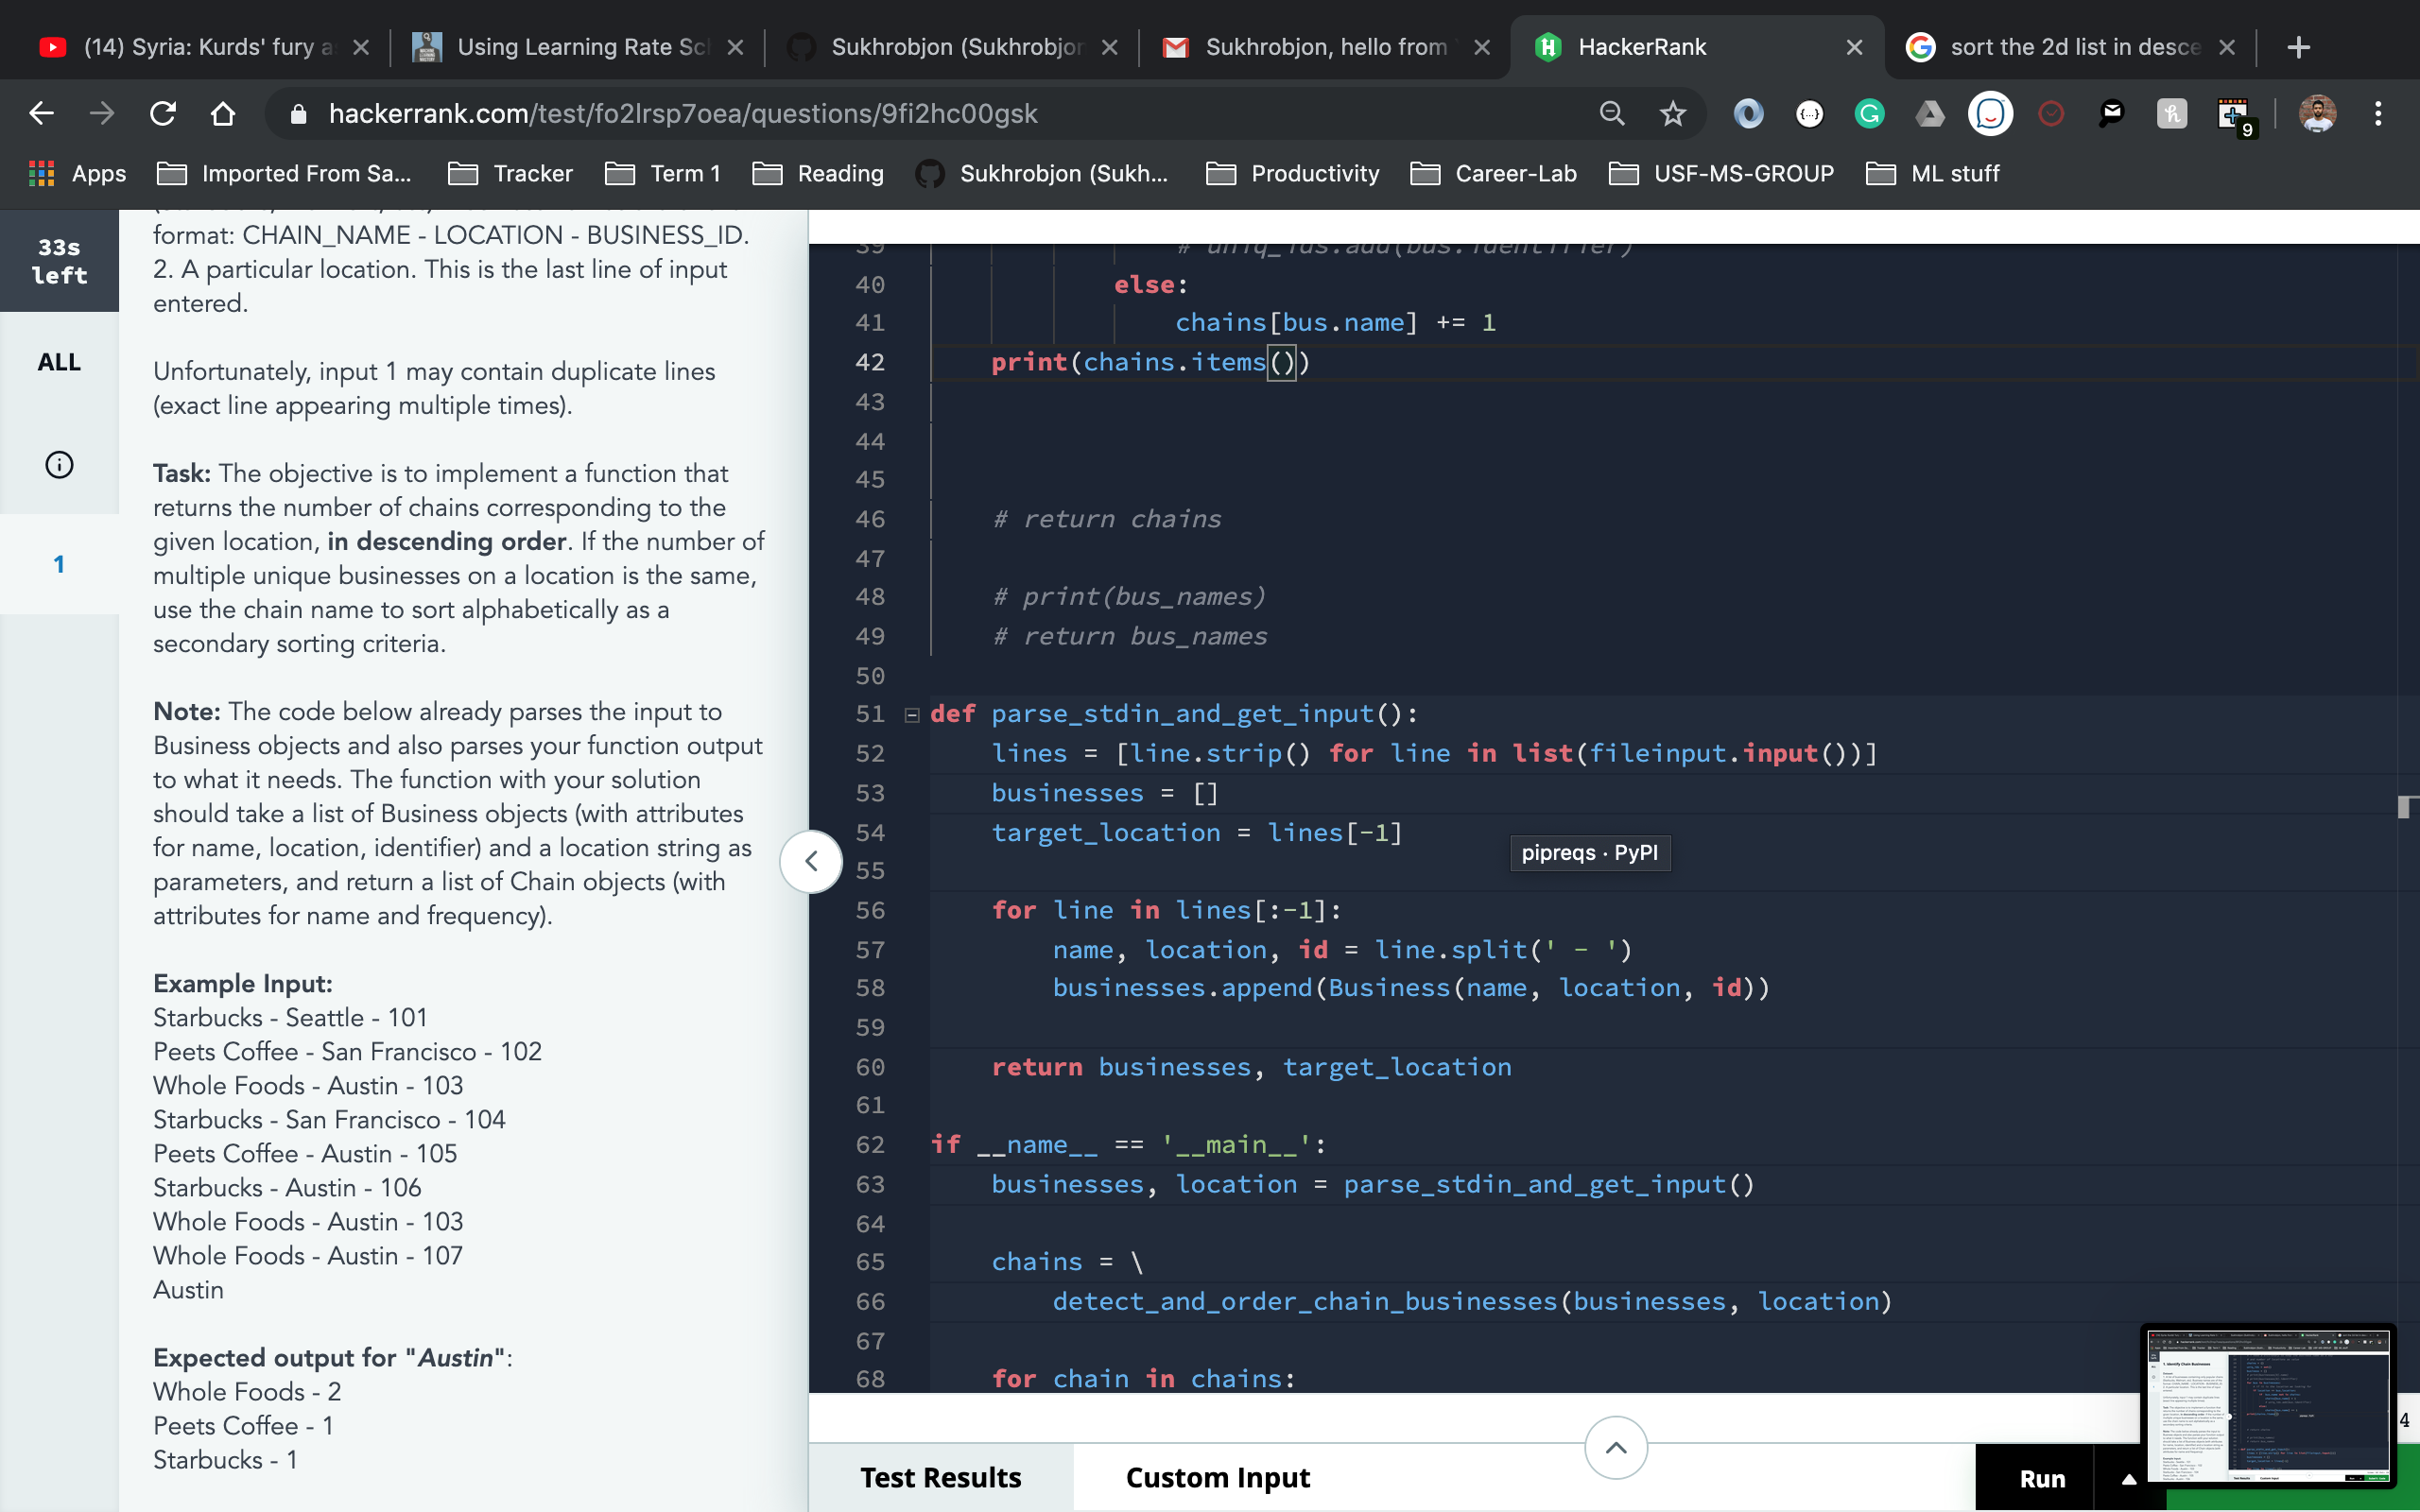 (14) Syria: Kurds' fury a
Using Learning Rate Sc
Sukhrobjon (Sukhrobjon
Sukhrobjon, hello from
HackerRank
sort the 2d list in desce
hackerrank.com/test/fo2lrsp7oea/questions/9fi2hc00gsk
9
Apps
Imported From Sa...
Tracker
Term 1
Reading
Sukhrobjon (Sukh...
Productivity
Career-Lab
USF-MS-GROUP
ML stuff
33s
left
ALL
1
format: CHAIN_NAME - LOCATION - BUSINESS_ID.
2. A particular location. This is the last line of input
entered.
Unfortunately, input 1 may contain duplicate lines
(exact line appearing multiple times).
Task: The objective is to implement a function that
returns the number of chains corresponding to the
given location, in descending order. If the number of
multiple unique businesses on a location is the same,
use the chain name to sort alphabetically as a
secondary sorting criteria.
Note: The code below already parses the input to
Business objects and also parses your function output
to what it needs. The function with your solution
should take a list of Business objects (with attributes
for name, location, identifier) and a location string as
parameters, and return a list of Chain objects (with
attributes for name and frequency).
Example Input:
Starbucks - Seattle - 101
Peets Coffee - San Francisco - 102
Whole Foods - Austin - 103
Starbucks - San Francisco - 104
Peets Coffee - Austin - 105
Starbucks - Austin - 106
Whole Foods - Austin - 103
Whole Foods - Austin - 107
Austin
Expected output for "Austin":
Whole Foods - 2
Peets Coffee - 1
Starbucks - 1
39 # uniq_ids.add(bus.identifier)
40 else:
41 chains[bus.name] += 1
42 print(chains.items())
43
44
45
46 # return chains
47
48 # print(bus_names)
49 # return bus_names
50
51 def parse_stdin_and_get_input():
52 lines = [line.strip() for line in list(fileinput.input())]
53 businesses = []
54 target_location = lines[-1]
pipreqs · PyPI
55
56 for line in lines[:-1]:
57 name, location, id = line.split(' - ')
58 businesses.append(Business(name, location, id))
59
60 return businesses, target_location
61
62 if __name__ == '__main__':
63 businesses, location = parse_stdin_and_get_input()
64
65 chains = \
66 detect_and_order_chain_businesses(businesses, location)
67
68 for chain in chains:
4
Test Results
Custom Input
Run